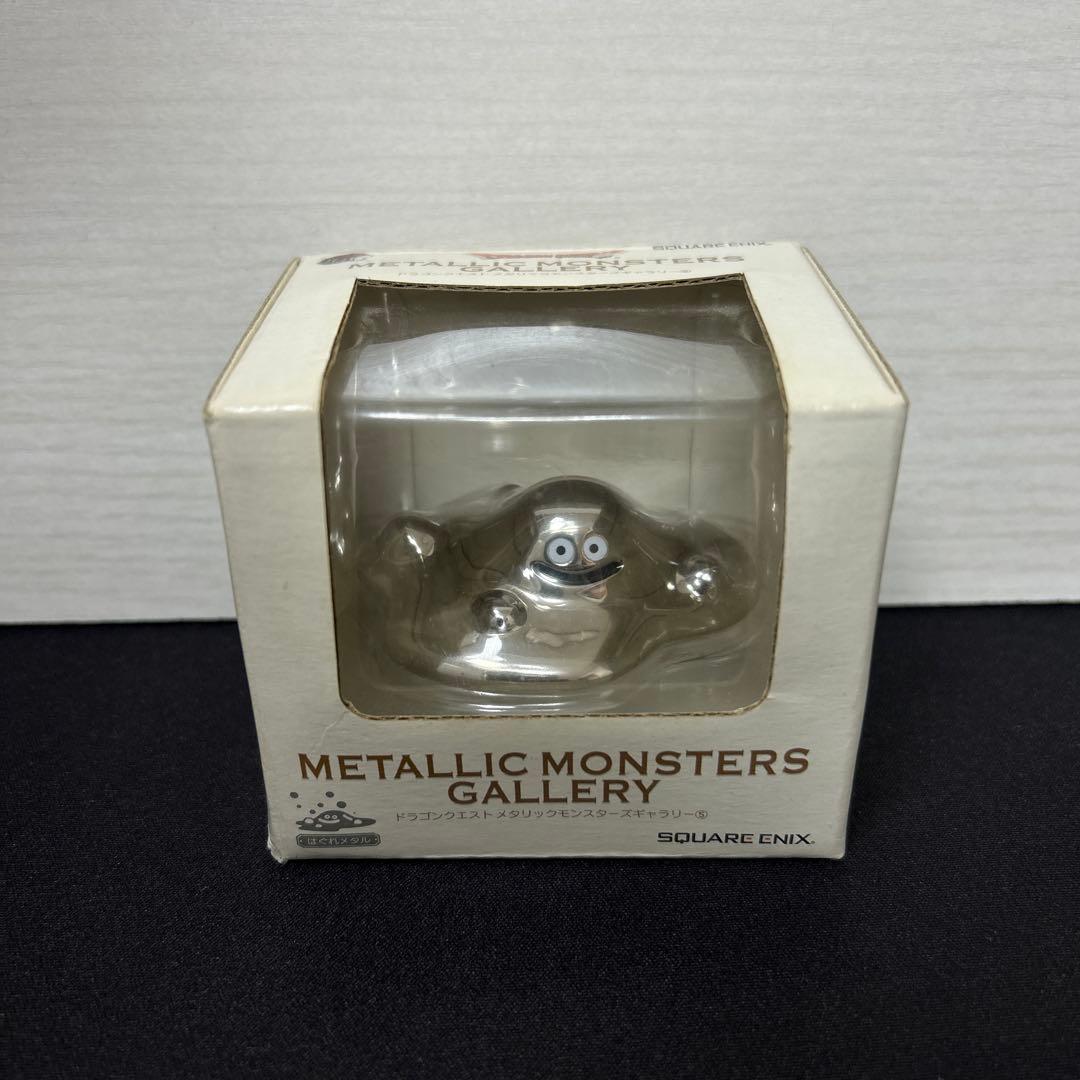 SQUARE ENIX
METALLIC MONSTERS
GALLERY
METALLIC MONSTERS
GALLERY
ドラゴンクエスト メタリックモンスターズギャラリーⓈ
はぐれメタル
SQUARE ENIX.